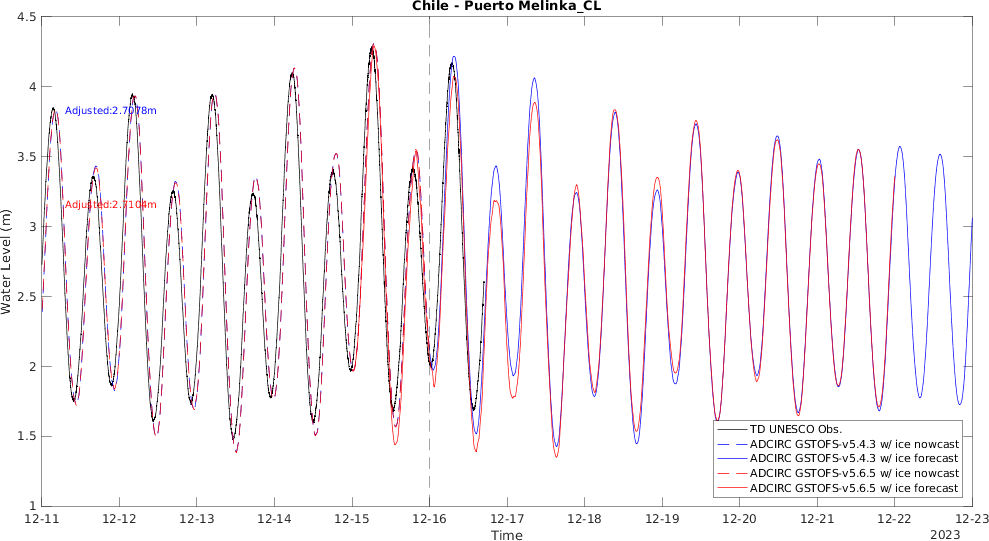 Chile - Puerto Melinka_CL
4.5
4
3.5
3
2.5
2
1.5
1
Water Level (m)
Adjusted:2.7078m
Adjusted:2.7104m
TD UNESCO Obs.
ADCIRC GSTOFS-v5.4.3 w/ ice nowcast
ADCIRC GSTOFS-v5.4.3 w/ ice forecast
ADCIRC GSTOFS-v5.6.5 w/ ice nowcast
ADCIRC GSTOFS-v5.6.5 w/ ice forecast
12-11 12-12 12-13 12-14 12-15 12-16 12-17 12-18 12-19 12-20 12-21 12-22 12-23
Time
2023